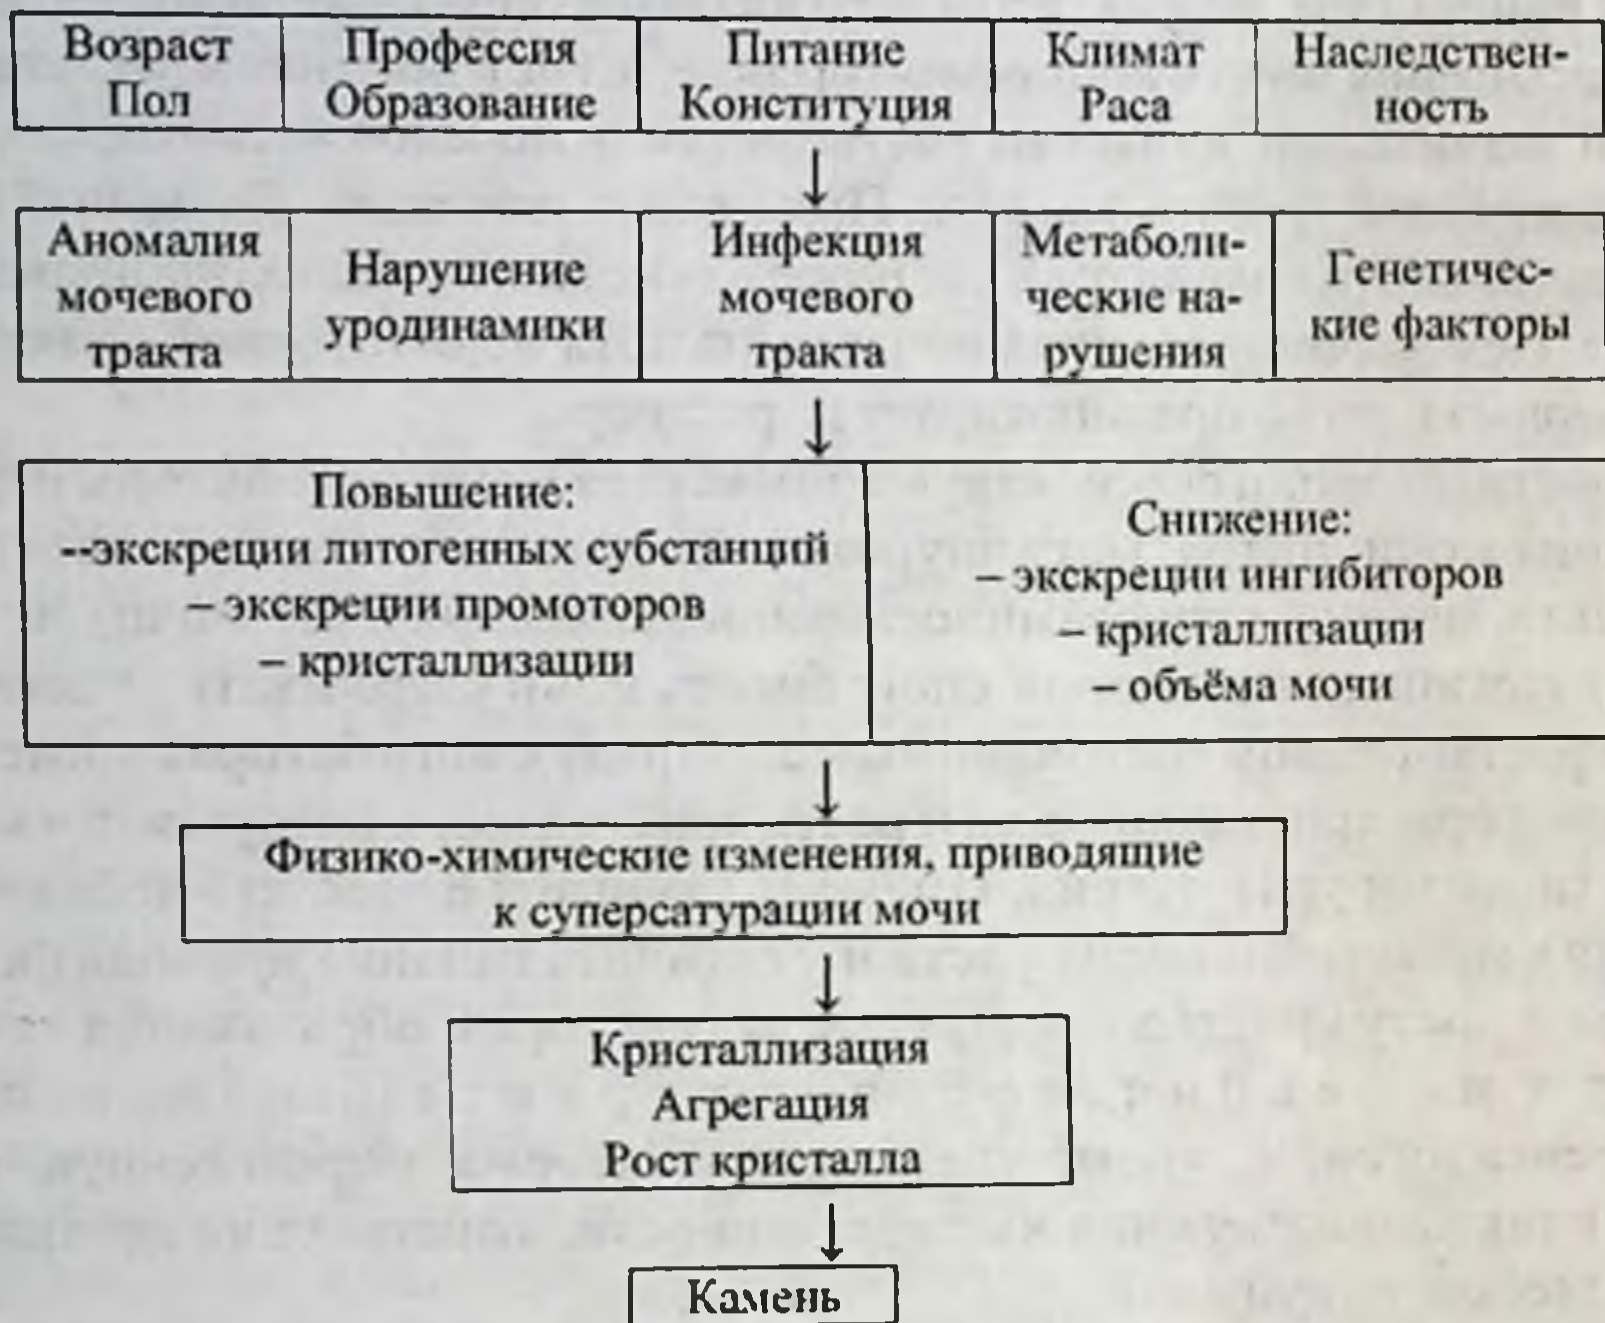 Возраст
Пол
Профессия
Образование
Питание
Конституция
Климат
Раса
Наследствен-
ность
Аномалия
мочевого
тракта
Нарушение
уродинамики
Инфекция
мочевого
тракта
Метаболи-
ческие на-
рушения
Генетичес-
кие факторы
Повышение:
--экскреции литогенных субстанций
– экскреции промоторов
– кристаллизации
Снижение:
– экскреции ингибиторов
– кристаллизации
– объёма мочи
Физико-химические изменения, приводящие
к суперсатурации мочи
Кристаллизация
Агрегация
Рост кристалла
Камень